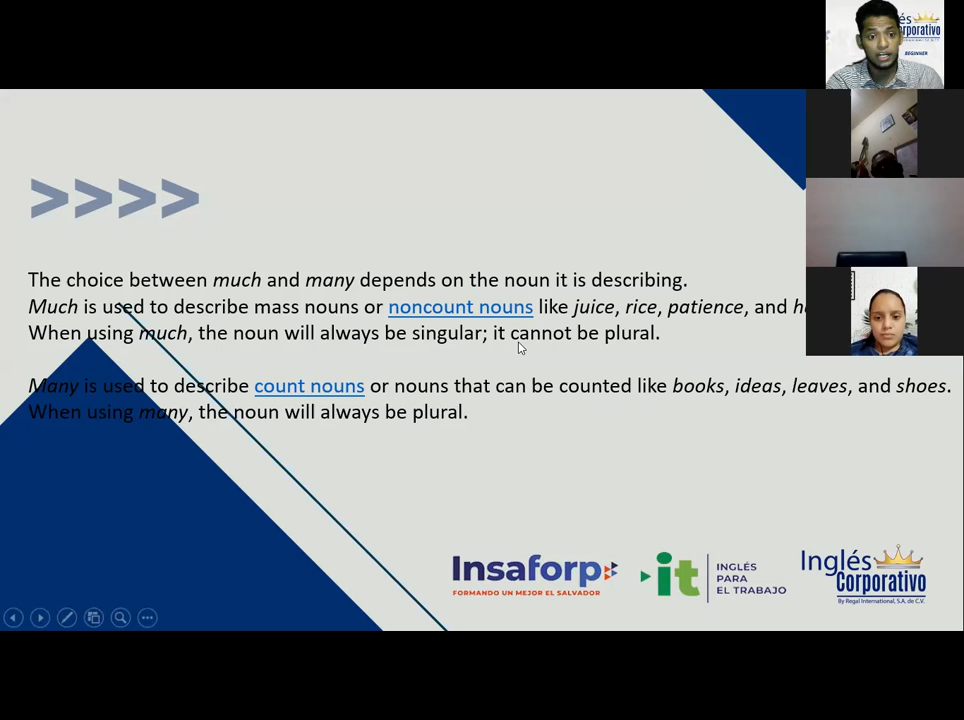 >>>>
The choice between much and many depends on the noun it is describing.
Much is used to describe mass nouns or noncount nouns like juice, rice, patience, and
When using much, the noun will always be singular; it cannot be plural.
Many is used to describe count nouns or nouns that can be counted like books, ideas, leaves, and shoes.
When using many, the noun will always be plural.
Insaforp
FORMANDO UN MEJOR EL SALVADOR
it
INGLÉS
PARA
EL TRABAJO
Inglés
Corporativo
By Regal International, S.A. de C.V.
BEGINNER